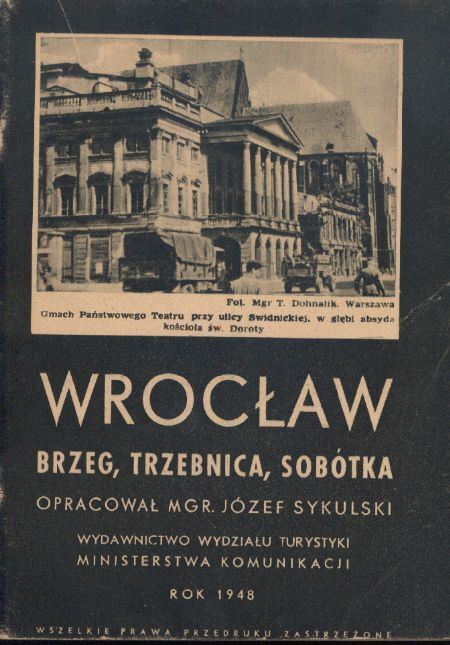 Fot. Mgr T. Dohnalik, Warszawa
Gmach Państwowego Teatru przy ulicy Swidnickiej, w głębi absyda
kościoła św. Doroty
WROCŁAW
BRZEG, TRZEBNICA, SOBÓTKA
OPRACOWAŁ MGR. JÓZEF SYKULSKI
WYDAWNICTWO WYDZIAŁU TURYSTYKI
MINISTERSTWA KOMUNIKACJI
ROK 1948
WSZELKIE PRAWA PRZEDRUKU ZASTRZEŻONE